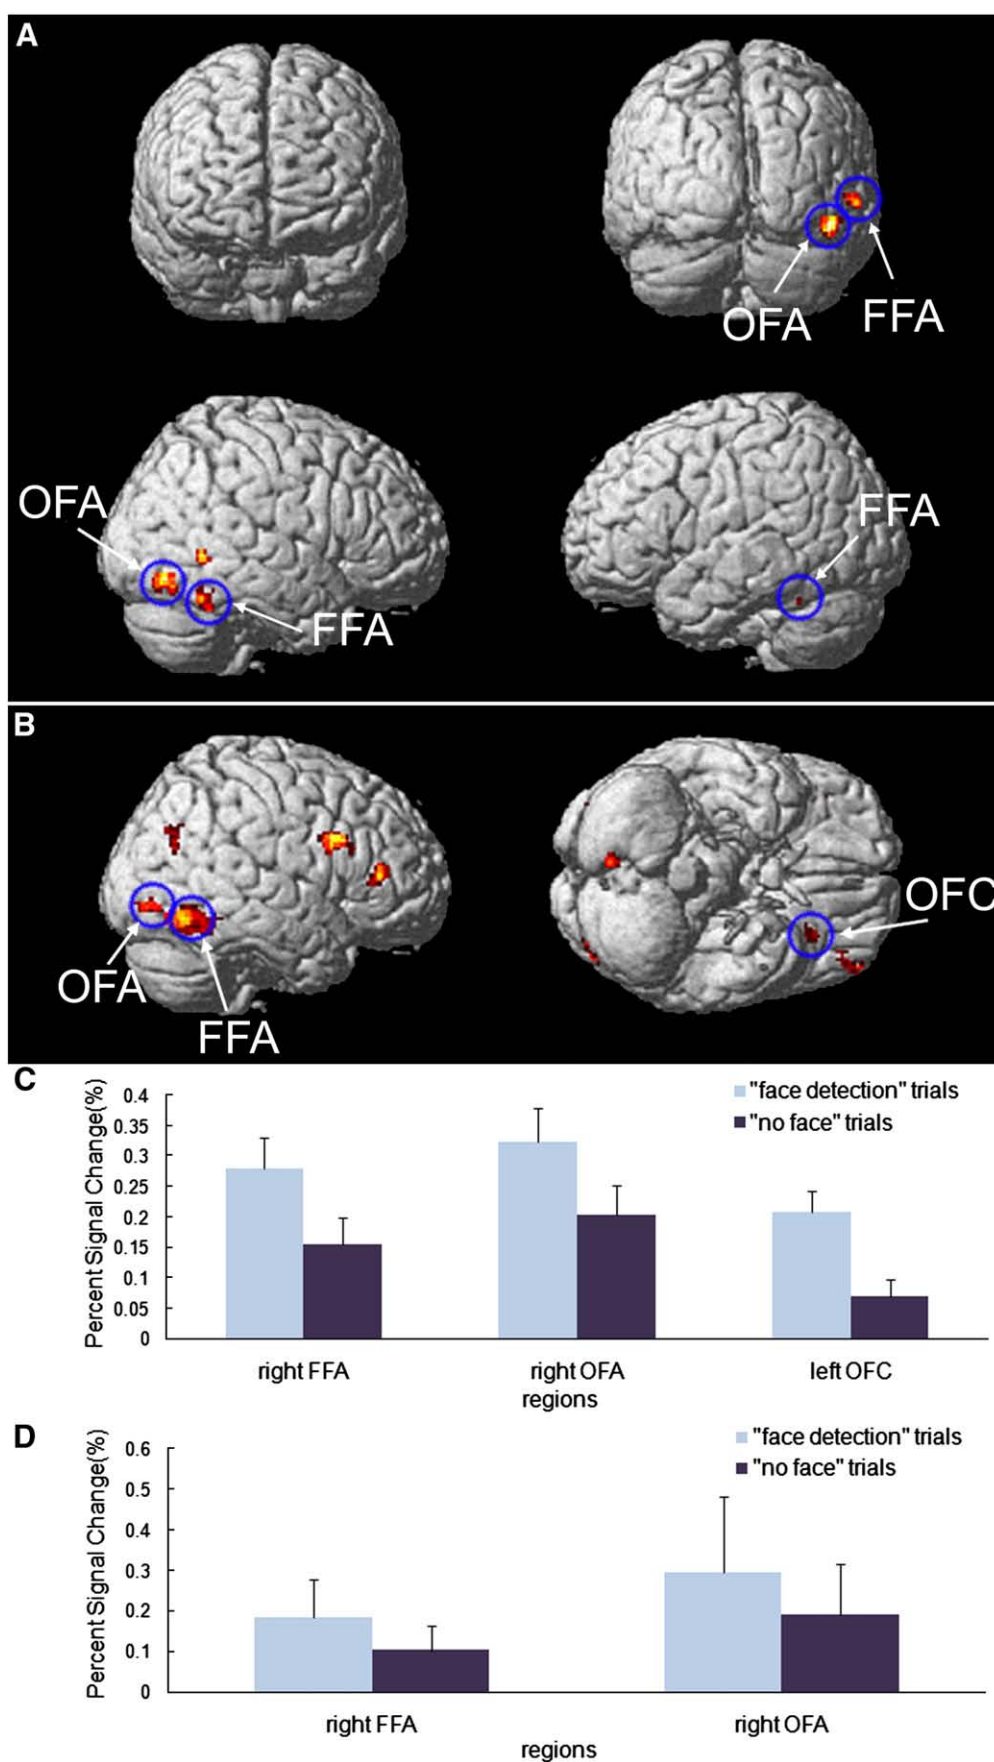 A
OFA
FFA
OFA
FFA
FFA
B
OFA
FFA
OFC
C
Percent Signal Change(%)
0.4
0.35
0.3
0.25
0.2
0.15
0.1
0.05
0
"face detection" trials
"no face" trials
right FFA
right OFA
left OFC
regions
D
Percent Signal Change(%)
0.6
0.5
0.4
0.3
0.2
0.1
0
"face detection" trials
"no face" trials
right FFA
right OFA
regions